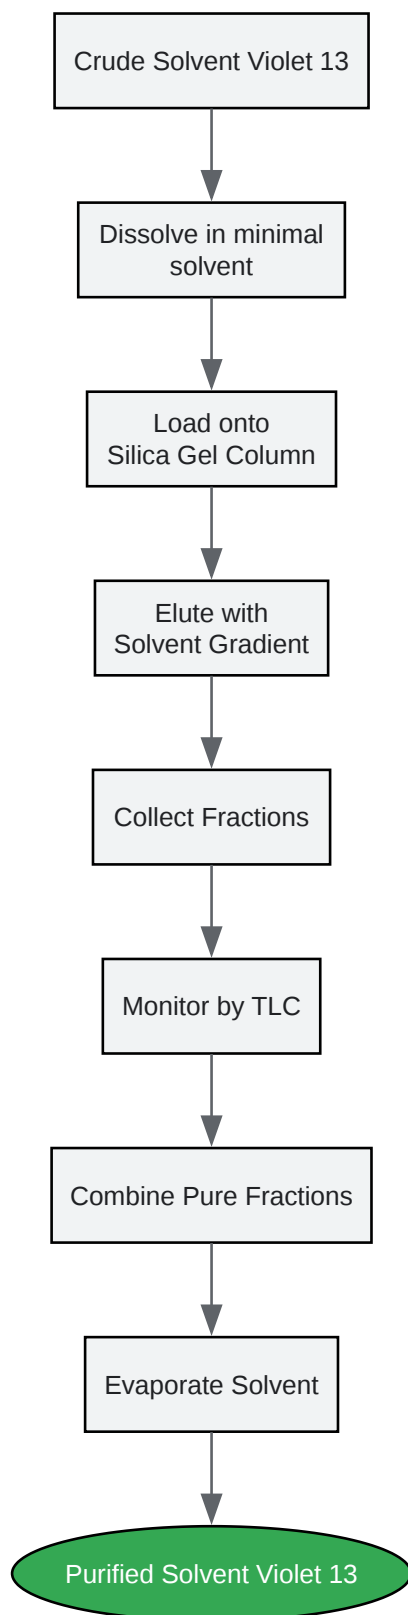 Crude Solvent Violet 13
Dissolve in minimal
solvent
Load onto
Silica Gel Column
Elute with
Solvent Gradient
Collect Fractions
Monitor by TLC
Combine Pure Fractions
Evaporate Solvent
Purified Solvent Violet 13